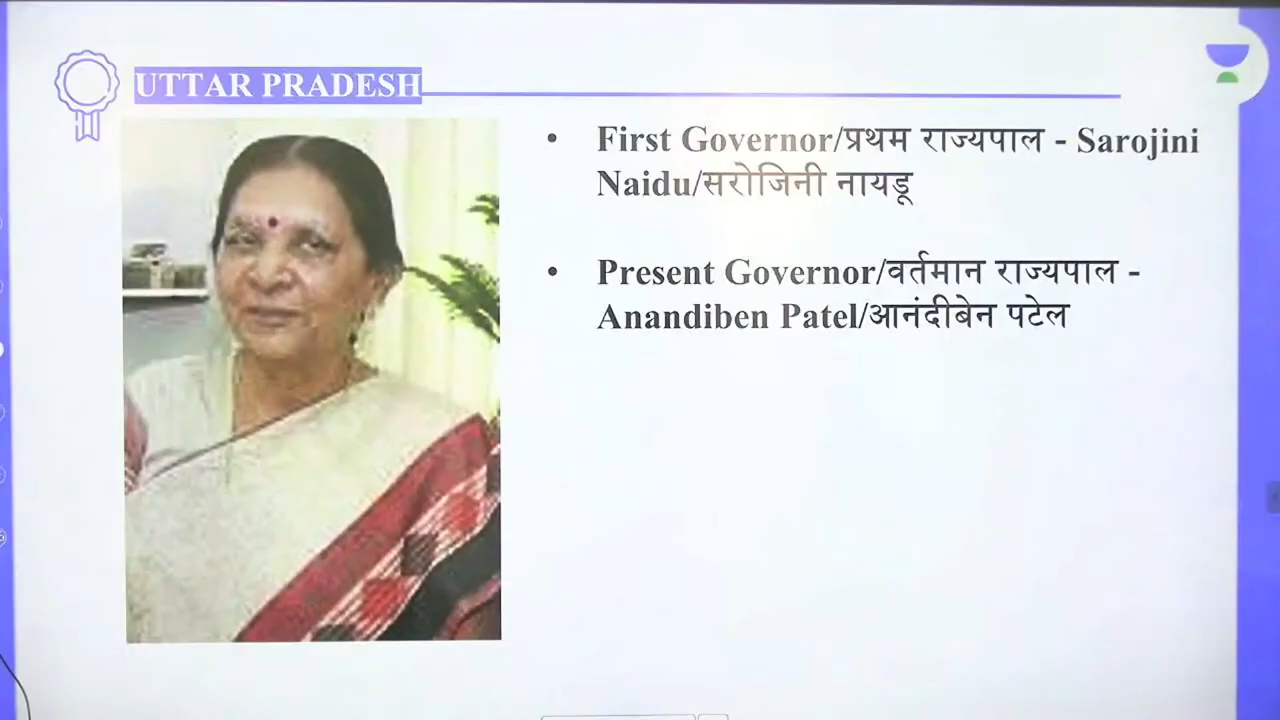 UTTAR PRADESH
• First Governor/प्रथम राज्यपाल - Sarojini
Naidu/सरोजिनी नायडू
• Present Governor/वर्तमान राज्यपाल -
Anandiben Patel/आनंदीबेन पटेल